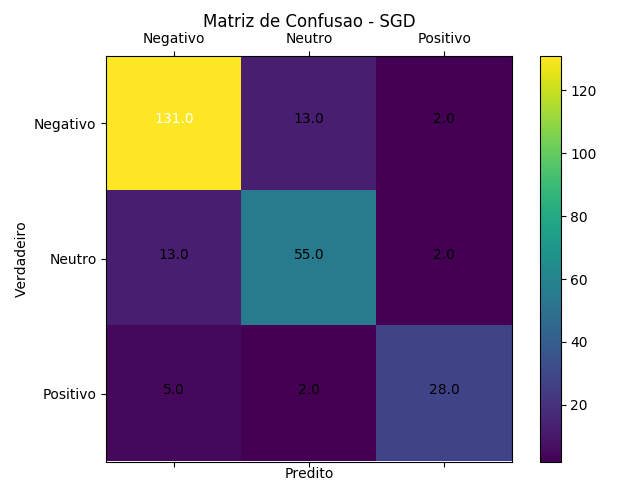 Matriz de Confusao - SGD
Negativo Neutro Positivo
Negativo 131.0 13.0 2.0 120
100
Verdadeiro
Neutro 13.0 55.0 2.0 80
60
40
Positivo 5.0 2.0 28.0 20
Predito